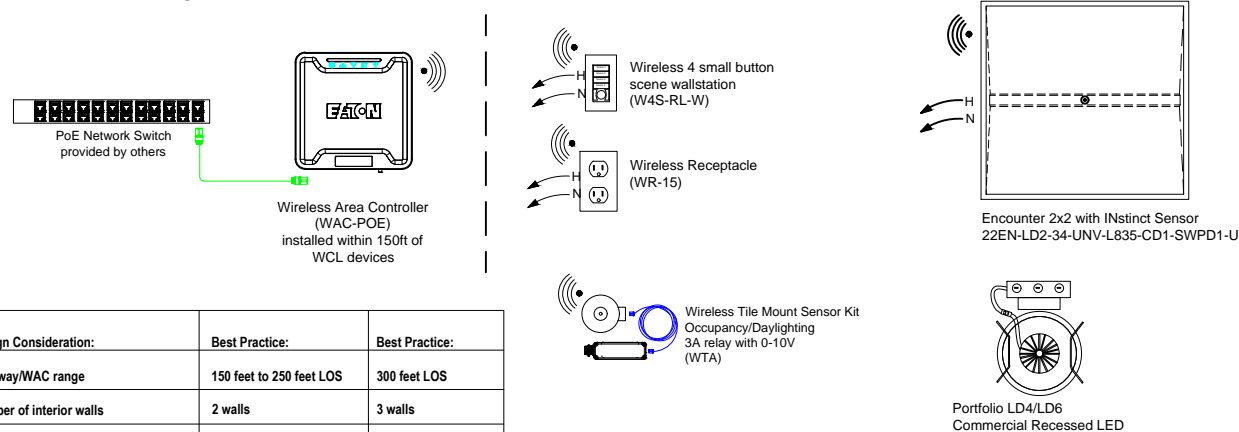 PoE Network Switch
provided by others
EATON
Wireless Area Controller
(WAC-POE)
installed within 150ft of
WCL devices
H
N
Wireless 4 small button
scene wallstation
(W4S-RL-W)
H
N
Wireless Receptacle
(WR-15)
Wireless Tile Mount Sensor Kit
Occupancy/Daylighting
3A relay with 0-10V
(WTA)
H
N
Encounter 2x2 with INstinct Sensor
22EN-LD2-34-UNV-L835-CD1-SWPD1-U
Portfolio LD4/LD6
Commercial Recessed LED
gn Consideration: Best Practice: Best Practice:
way/WAC range 150 feet to 250 feet LOS 300 feet LOS
ber of interior walls 2 walls 3 walls